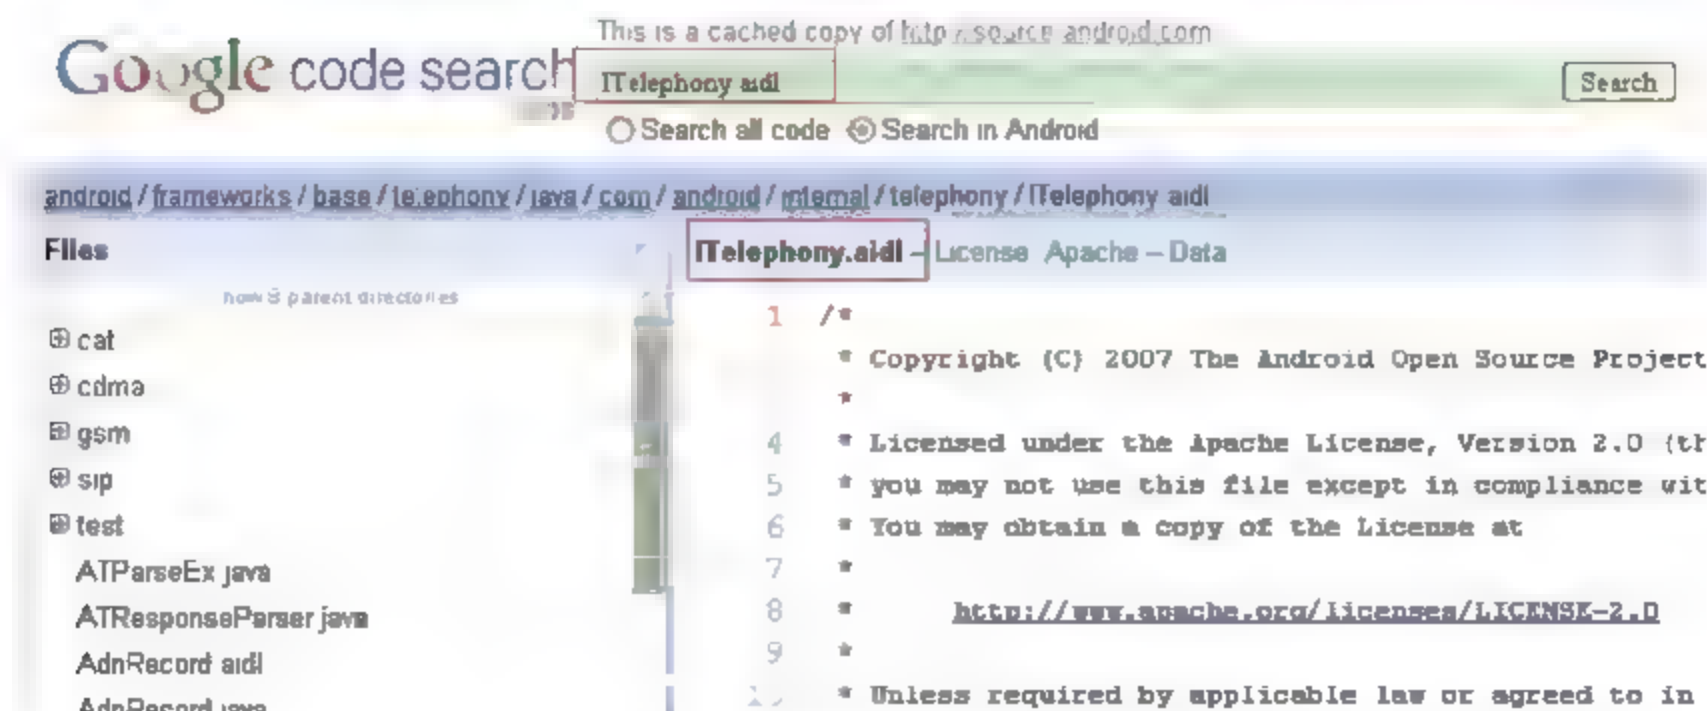 This is a cached copy of http://source.android.com
Google code search
ITelephony aidl
Search
Search all code Search in Android
android / frameworks / base / telephony / java / com / android / internal / telephony / ITelephony aidl
Files
ITelephony.aidl – License Apache – Data
how 8 parent directories
1 /*
* Copyright (C) 2007 The Android Open Source Project
*
cat
cdma
gsm
4 * Licensed under the Apache License, Version 2.0 (th
sip
5 * you may not use this file except in compliance wit
test
6 * You may obtain a copy of the License at
ATParseEx java
7 *
ATResponseParser java
8 * http://www.apache.org/licenses/LICENSE-2.0
AdnRecord aidl
9 *
AdnRecord java
* Unless required by applicable law or agreed to in